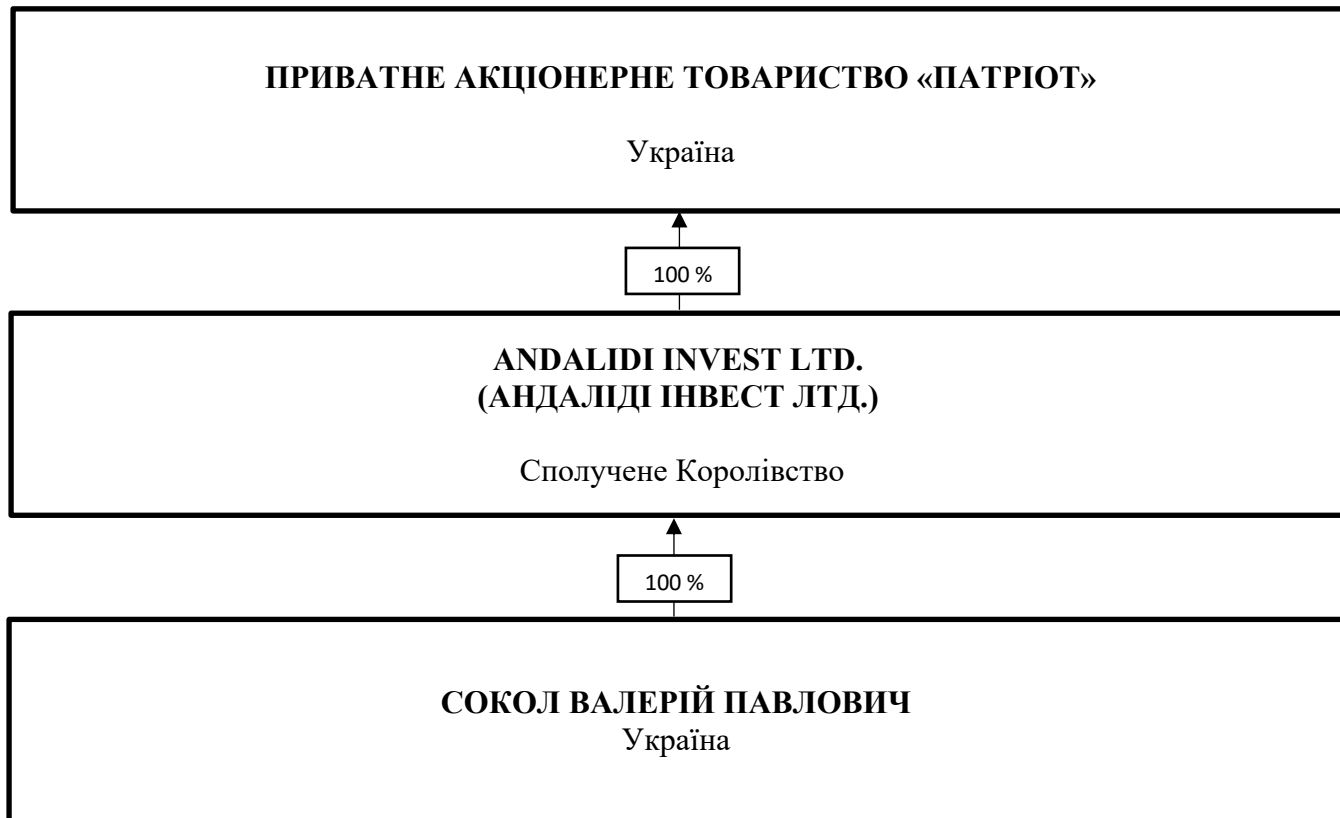 ПРИВАТНЕ АКЦІОНЕРНЕ ТОВАРИСТВО «ПАТРІОТ»
Україна
100 %
ANDALIDI INVEST LTD.
(АНДАЛІДІ ІНВЕСТ ЛТД.)
Сполучене Королівство
100 %
СОКОЛ ВАЛЕРІЙ ПАВЛОВИЧ
Україна